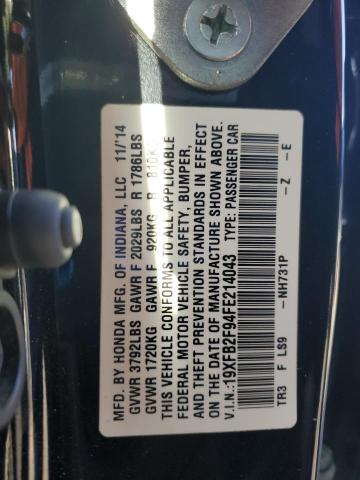 MFD. BY HONDA MFG. OF INDIANA, LLC 11/'14
GVWR 3792LBS GAWR F 2029LBS R 1786LBS
GVWR 1720KG GAWR F 920KG R 810KG
THIS VEHICLE CONFORMS TO ALL APPLICABLE
FEDERAL MOTOR VEHICLE SAFETY, BUMPER,
AND THEFT PREVENTION STANDARDS IN EFFECT
ON THE DATE OF MANUFACTURE SHOWN ABOVE.
V.I.N.:19XFB2F94FE214043 TYPE: PASSENGER CAR
-NH731P -Z -E
TR3 F LS9